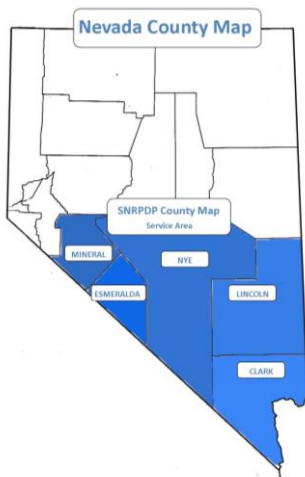 Nevada County Map
SNRPDP County Map
Service Area
MINERAL
NYE
ESMERALDA
LINCOLN
CLARK